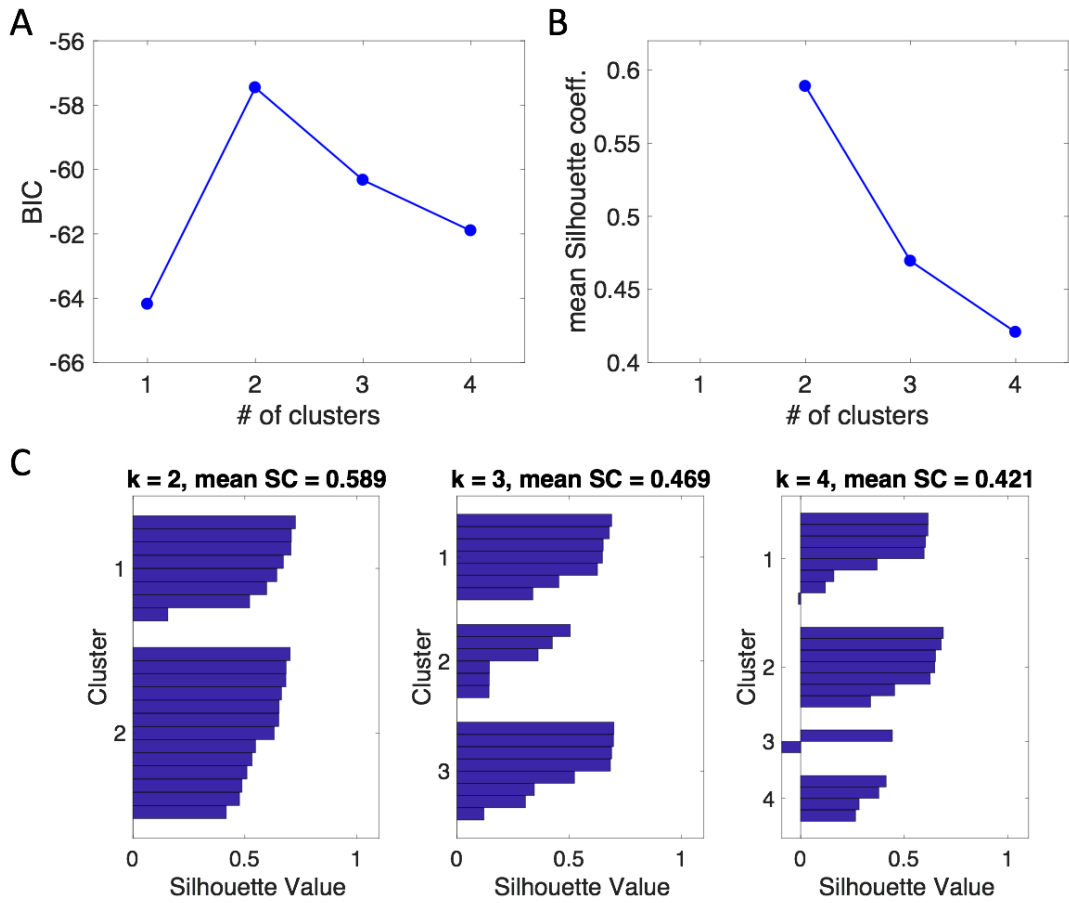 A
-56
-58
-60
-62
-64
-66
BIC
1 2 3 4
# of clusters
B
0.6
0.55
0.5
0.45
0.4
mean Silhouette coeff.
1 2 3 4
# of clusters
C
k = 2, mean SC = 0.589
1
2
Cluster
0 0.5 1
Silhouette Value
k = 3, mean SC = 0.469
1
2
3
Cluster
0 0.5 1
Silhouette Value
k = 4, mean SC = 0.421
1
2
3
4
Cluster
0 0.5 1
Silhouette Value